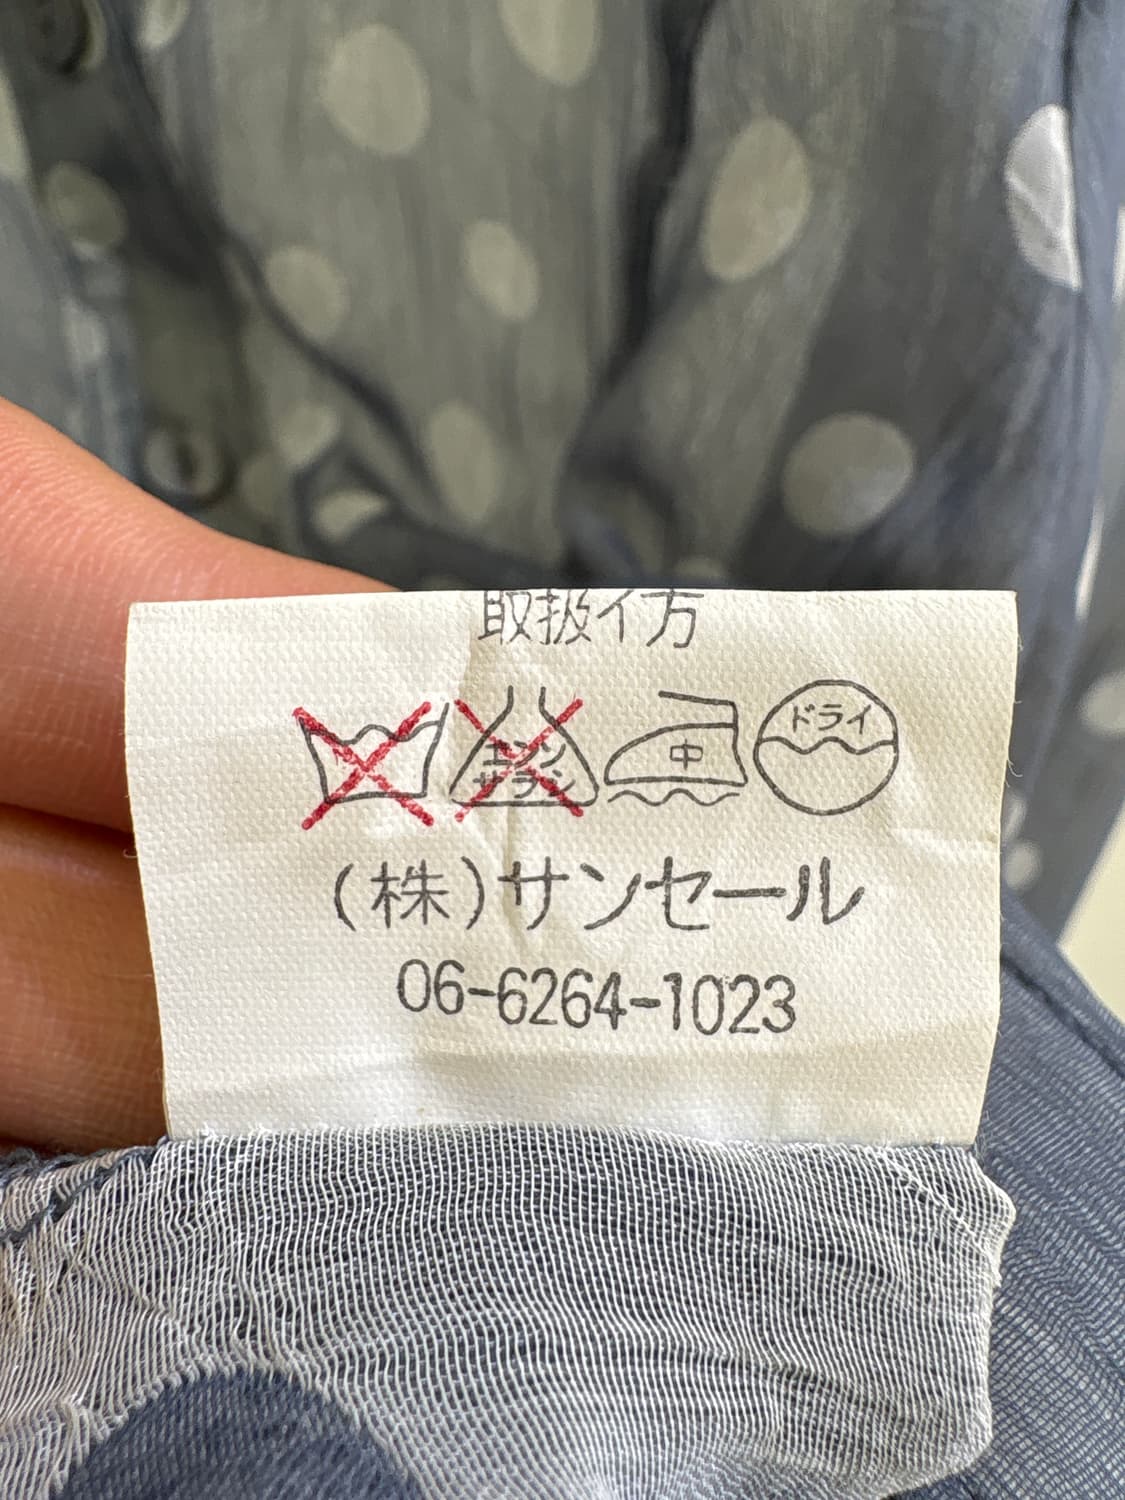 取扱イ方
エンソ
サラシ
中
ドライ
(株)サンセール
06-6264-1023